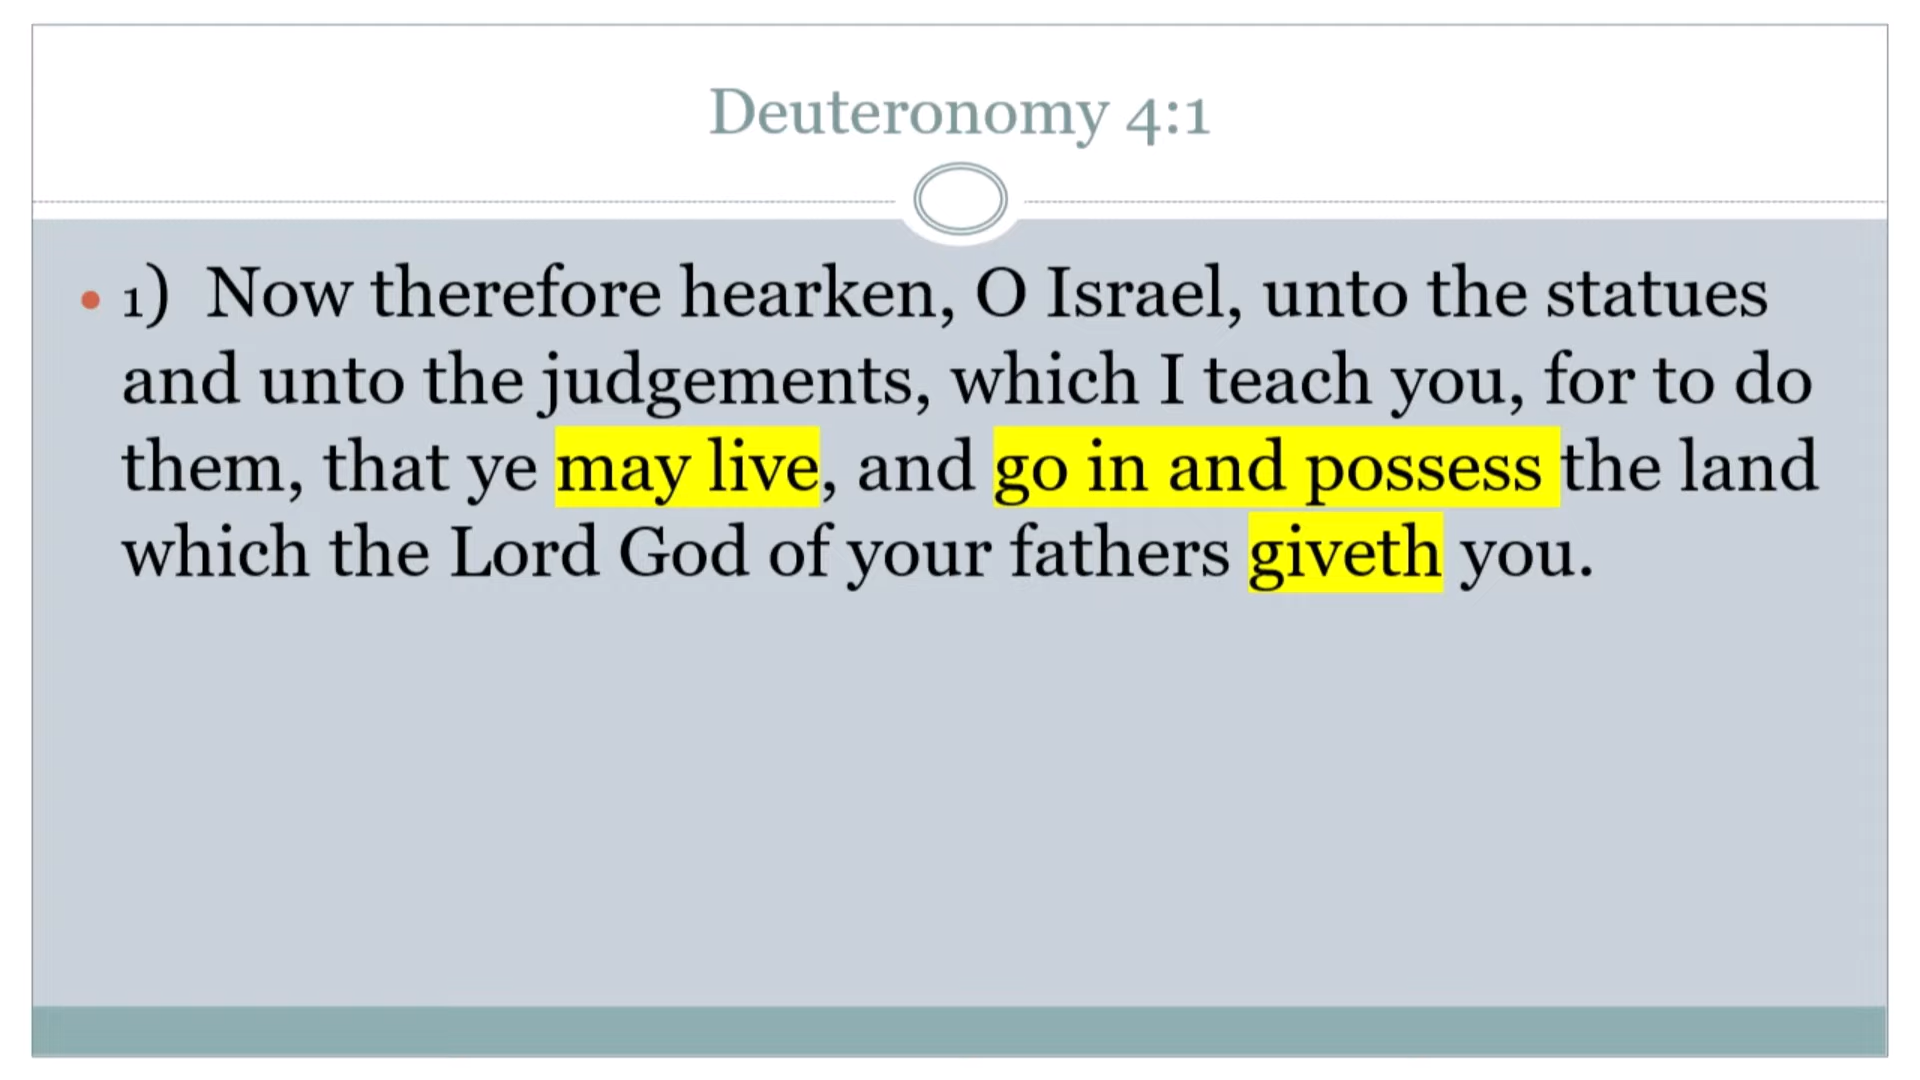 Deuteronomy 4:1
• 1) Now therefore hearken, O Israel, unto the statues
and unto the judgements, which I teach you, for to do
them, that ye may live, and go in and possess the land
which the Lord God of your fathers giveth you.